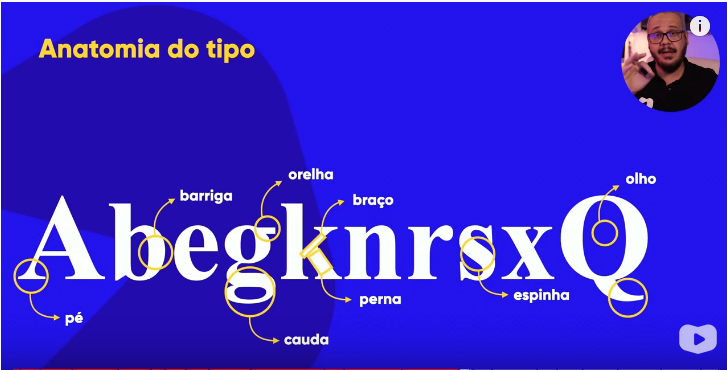 Anatomia do tipo
i
orelha
olho
barriga
braço
AbegknrsxQ
espinha
perna
pé
cauda